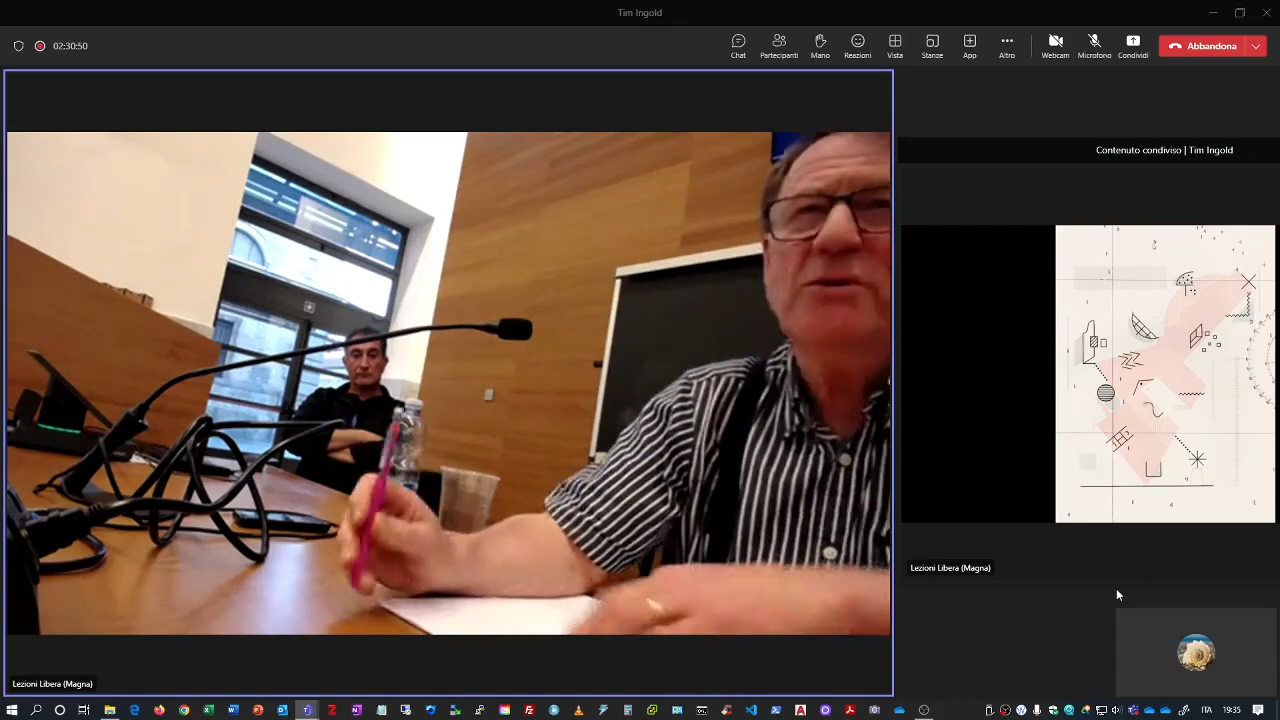 Tim Ingold
02:30:50
Chat
Partecipanti
Mano
Reazioni
Vista
Stanze
App
Altro
Webcam
Microfono
Condividi
Abbandona
Contenuto condiviso | Tim Ingold
Lezioni Libera (Magna)
Lezioni Libera (Magna)
ITA
19:35